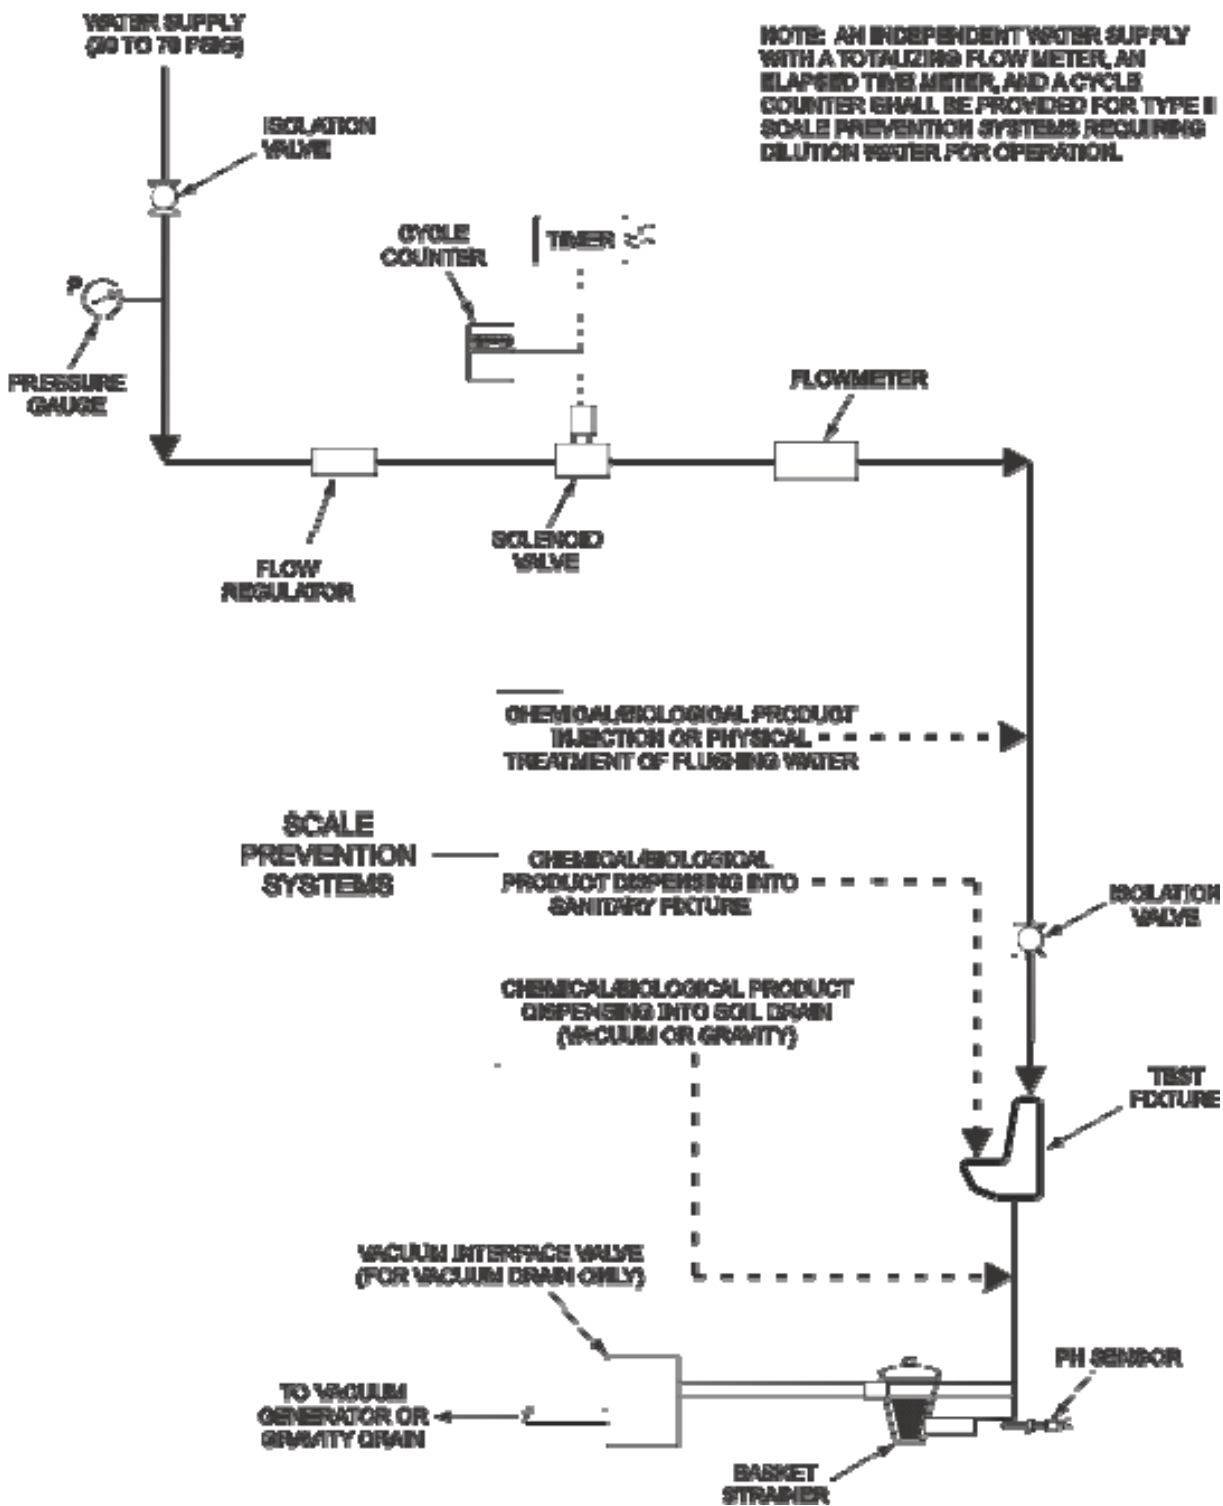 WATER SUPPLY
(20 TO 70 PSIG)
NOTE: AN INDEPENDENT WATER SUPPLY
WITH A TOTALIZING FLOW METER, AN
ELAPSED TIME METER, AND A CYCLE
COUNTER SHALL BE PROVIDED FOR TYPE II
SCALE PREVENTION SYSTEMS REQUIRING
DILUTION WATER FOR OPERATION.
ISOLATION
VALVE
CYCLE
COUNTER
TIMER
P
PRESSURE
GAUGE
FLOWMETER
FLOW
REGULATOR
SOLENOID
VALVE
CHEMICAL/BIOLOGICAL PRODUCT
INJECTION OR PHYSICAL
TREATMENT OF FLUSHING WATER
SCALE
PREVENTION
SYSTEMS
CHEMICAL/BIOLOGICAL
PRODUCT DISPENSING INTO
SANITARY FIXTURE
ISOLATION
VALVE
CHEMICAL/BIOLOGICAL PRODUCT
DISPENSING INTO SOIL DRAIN
(VACUUM OR GRAVITY)
TEST
FIXTURE
VACUUM INTERFACE VALVE
(FOR VACUUM DRAIN ONLY)
PH SENSOR
TO VACUUM
GENERATOR OR
GRAVITY DRAIN
BASKET
STRAINER